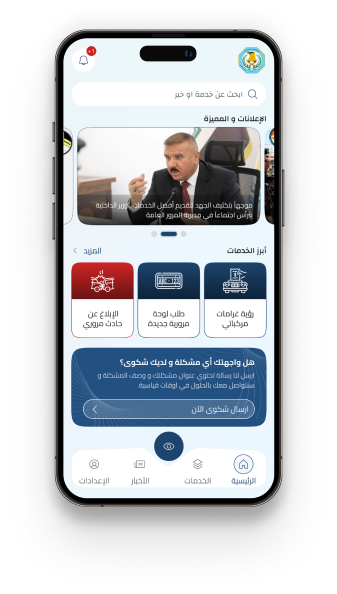 +1
ابحث عن خدمة او خبر
الإعلانات و المميزة
موجهاً بتكثيف الجهد لتقديم أفضل الخدمات.. وزير الداخلية
يترأس اجتماعاً في مديرية المرور العامة
أبرز الخدمات
المزيد
رؤية غرامات
مركباتي
طلب لوحة
مرورية جديدة
الإبلاغ عن
حادث مروري
هل واجهتك أي مشكلة و لديك شكوى؟
ارسل لنا رسالة تحتوي عنوان مشكلتك و وصف المشكلة و
سنتواصل معك بالحلول في اوقات قياسية.
ارسال شكوى الآن
الرئيسية
الخدمات
الأخبار
الإعدادات